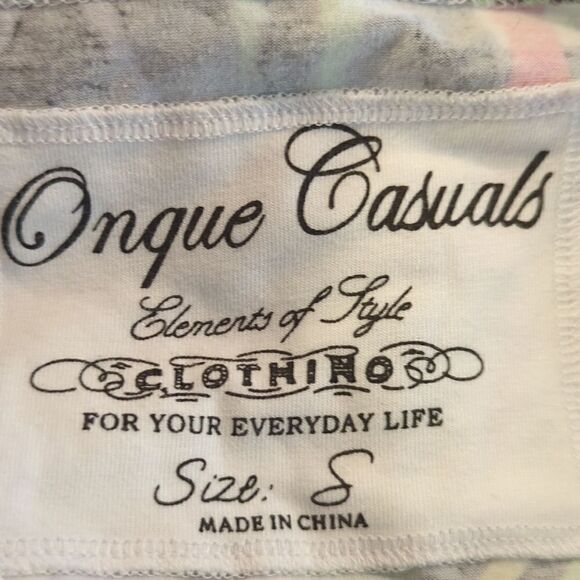 Onque Casuals
Elements of Style
CLOTHING
FOR YOUR EVERYDAY LIFE
Size: S
MADE IN CHINA